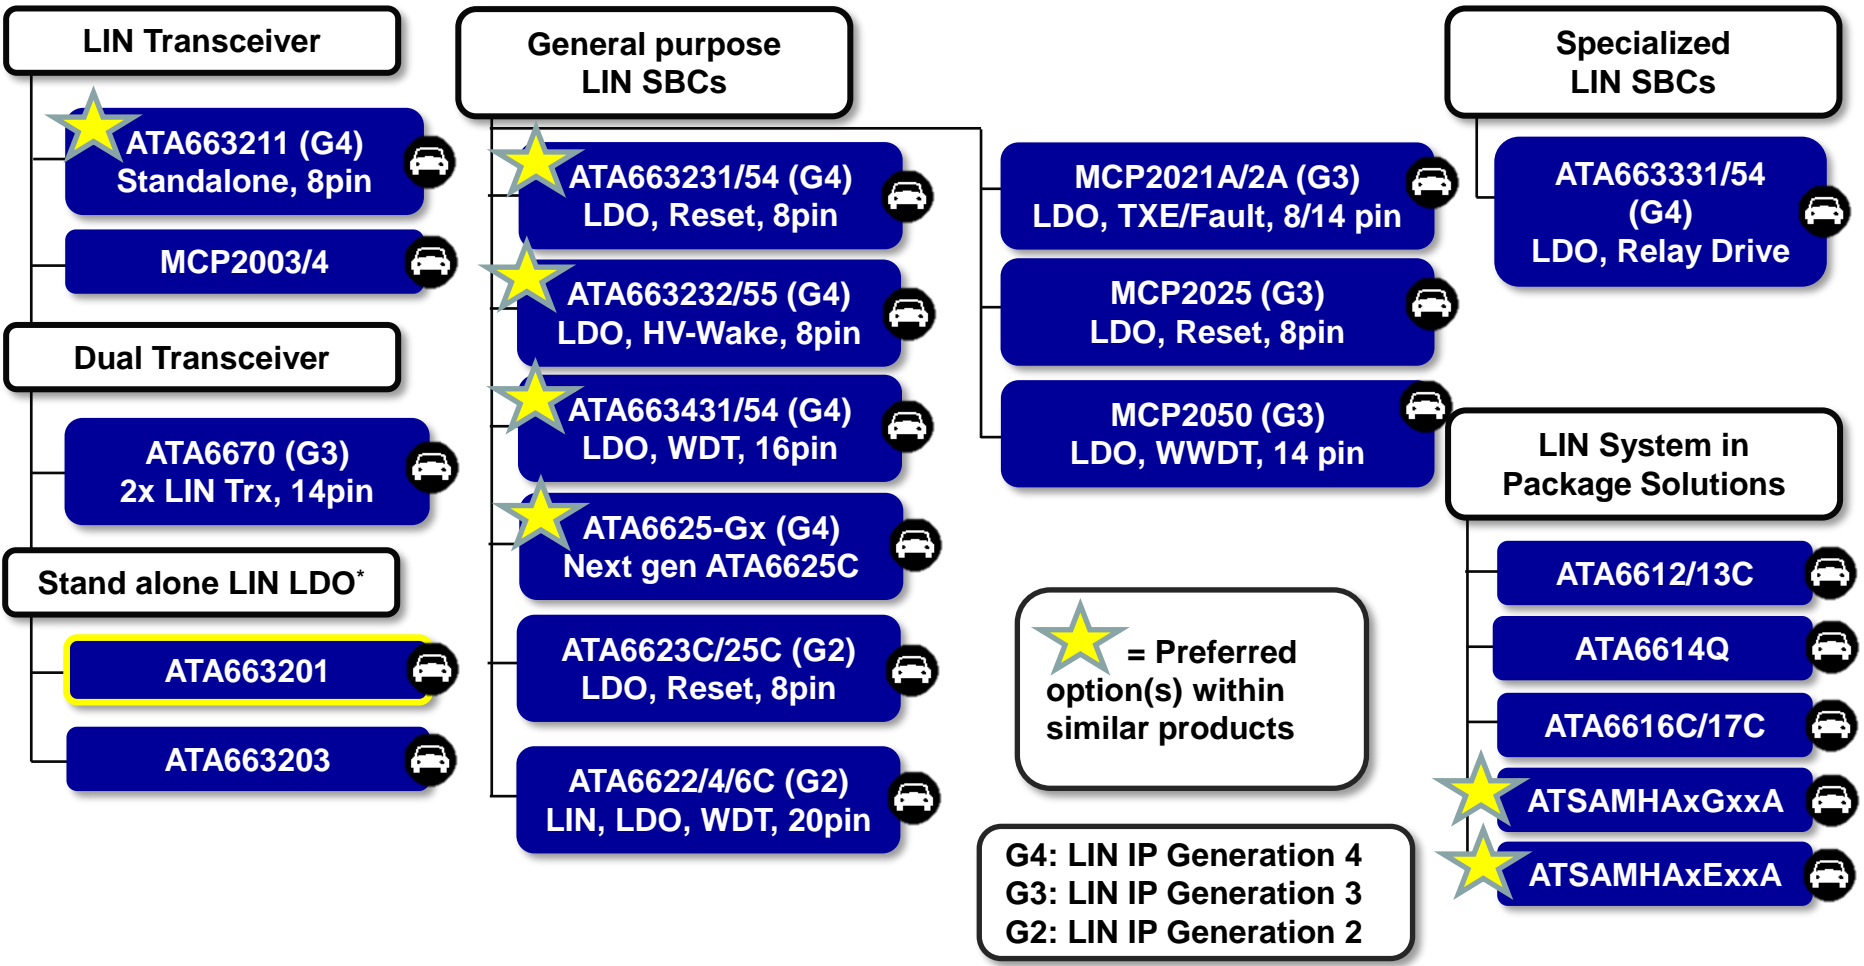 LIN Transceiver
ATA663211 (G4)
Standalone, 8pin
MCP2003/4
Dual Transceiver
ATA6670 (G3)
2x LIN Trx, 14pin
Stand alone LIN LDO*
ATA663201
ATA663203
General purpose
LIN SBCs
ATA663231/54 (G4)
LDO, Reset, 8pin
ATA663232/55 (G4)
LDO, HV-Wake, 8pin
ATA663431/54 (G4)
LDO, WDT, 16pin
ATA6625-Gx (G4)
Next gen ATA6625C
ATA6623C/25C (G2)
LDO, Reset, 8pin
ATA6622/4/6C (G2)
LIN, LDO, WDT, 20pin
MCP2021A/2A (G3)
LDO, TXE/Fault, 8/14 pin
MCP2025 (G3)
LDO, Reset, 8pin
MCP2050 (G3)
LDO, WWDT, 14 pin
= Preferred
option(s) within
similar products
G4: LIN IP Generation 4
G3: LIN IP Generation 3
G2: LIN IP Generation 2
Specialized
LIN SBCs
ATA663331/54
(G4)
LDO, Relay Drive
LIN System in
Package Solutions
ATA6612/13C
ATA6614Q
ATA6616C/17C
ATSAMHAxGxxA
ATSAMHAxExxA